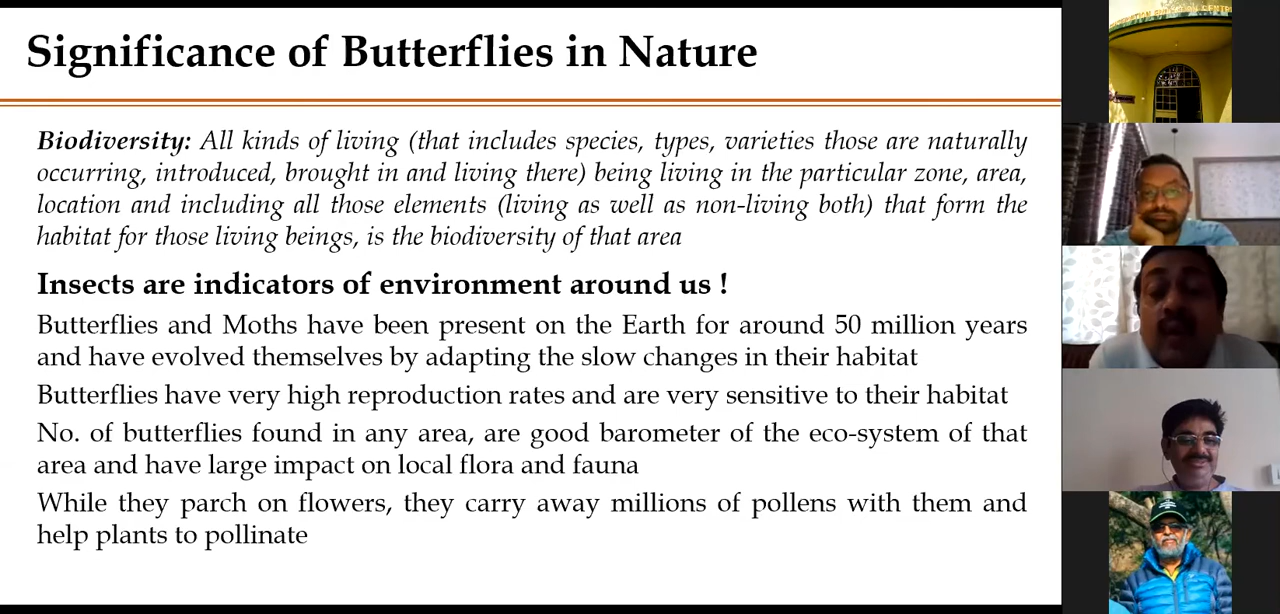 Significance of Butterflies in Nature
Biodiversity: All kinds of living (that includes species, types, varieties those are naturally
occurring, introduced, brought in and living there) being living in the particular zone, area,
location and including all those elements (living as well as non-living both) that form the
habitat for those living beings, is the biodiversity of that area
Insects are indicators of environment around us !
Butterflies and Moths have been present on the Earth for around 50 million years
and have evolved themselves by adapting the slow changes in their habitat
Butterflies have very high reproduction rates and are very sensitive to their habitat
No. of butterflies found in any area, are good barometer of the eco-system of that
area and have large impact on local flora and fauna
While they parch on flowers, they carry away millions of pollens with them and
help plants to pollinate